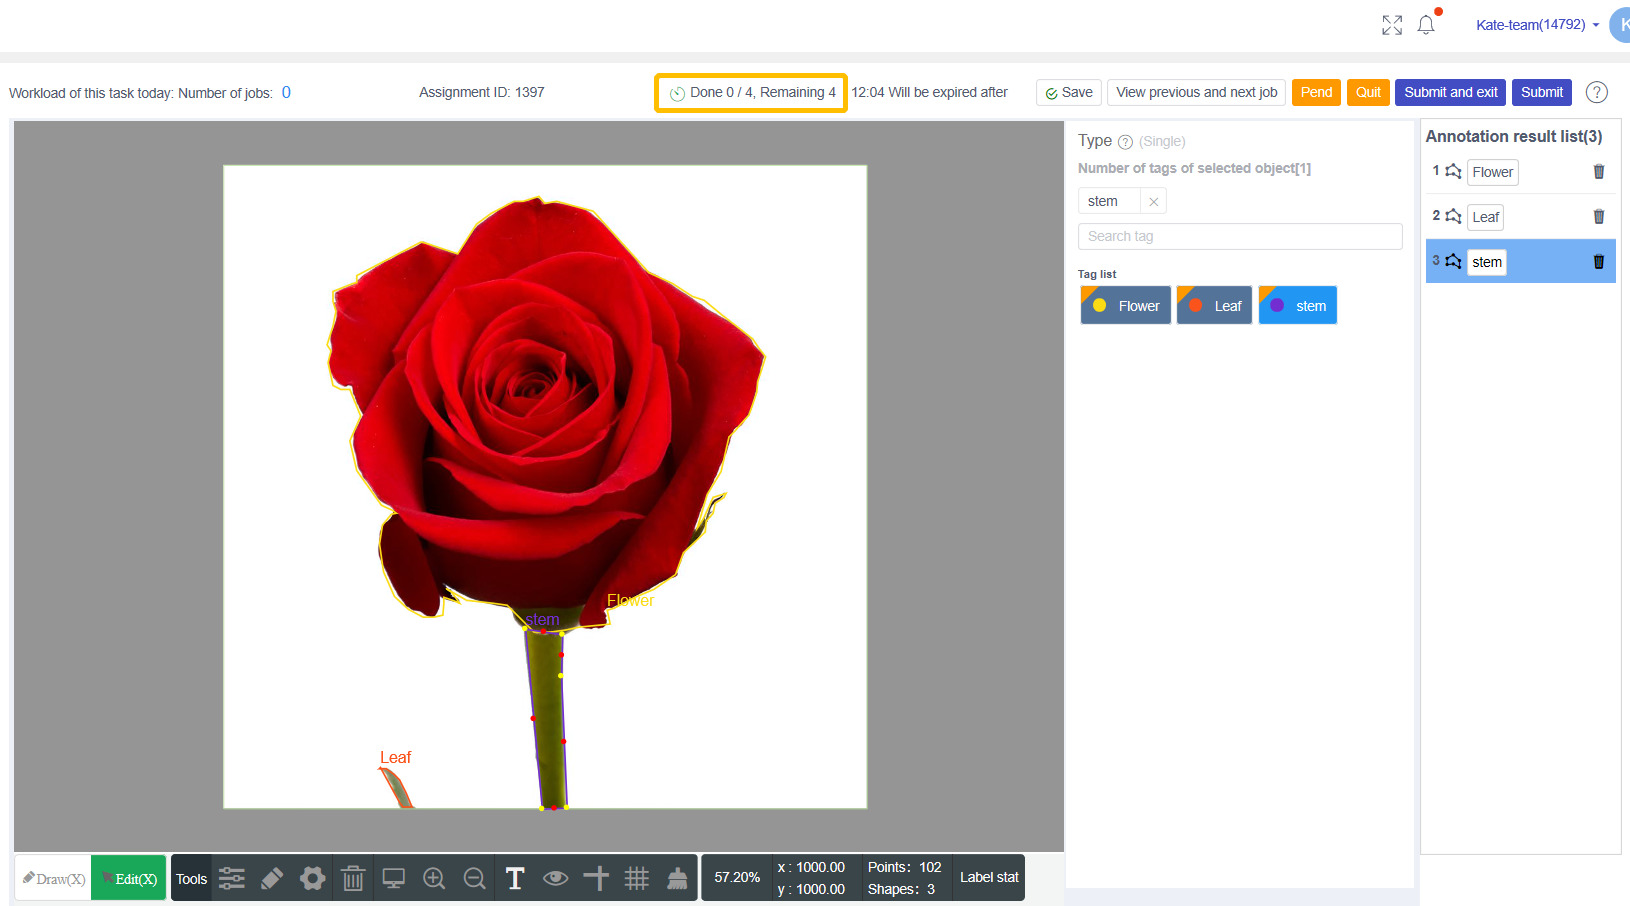 Kate-team(14792)
K
Workload of this task today: Number of jobs: 0
Assignment ID: 1397
Done 0 / 4, Remaining 4
12:04 Will be expired after
Save
View previous and next job
Pend
Quit
Submit and exit
Submit
?
Type ? (Single)
Number of tags of selected object[1]
stem
Search tag
Tag list
Flower
Leaf
stem
Annotation result list(3)
1 Flower
2 Leaf
3 stem
Flower
stem
Leaf
Draw(X)
Edit(X)
Tools
T
57.20%
x : 1000.00
y : 1000.00
Points: 102
Shapes: 3
Label stat